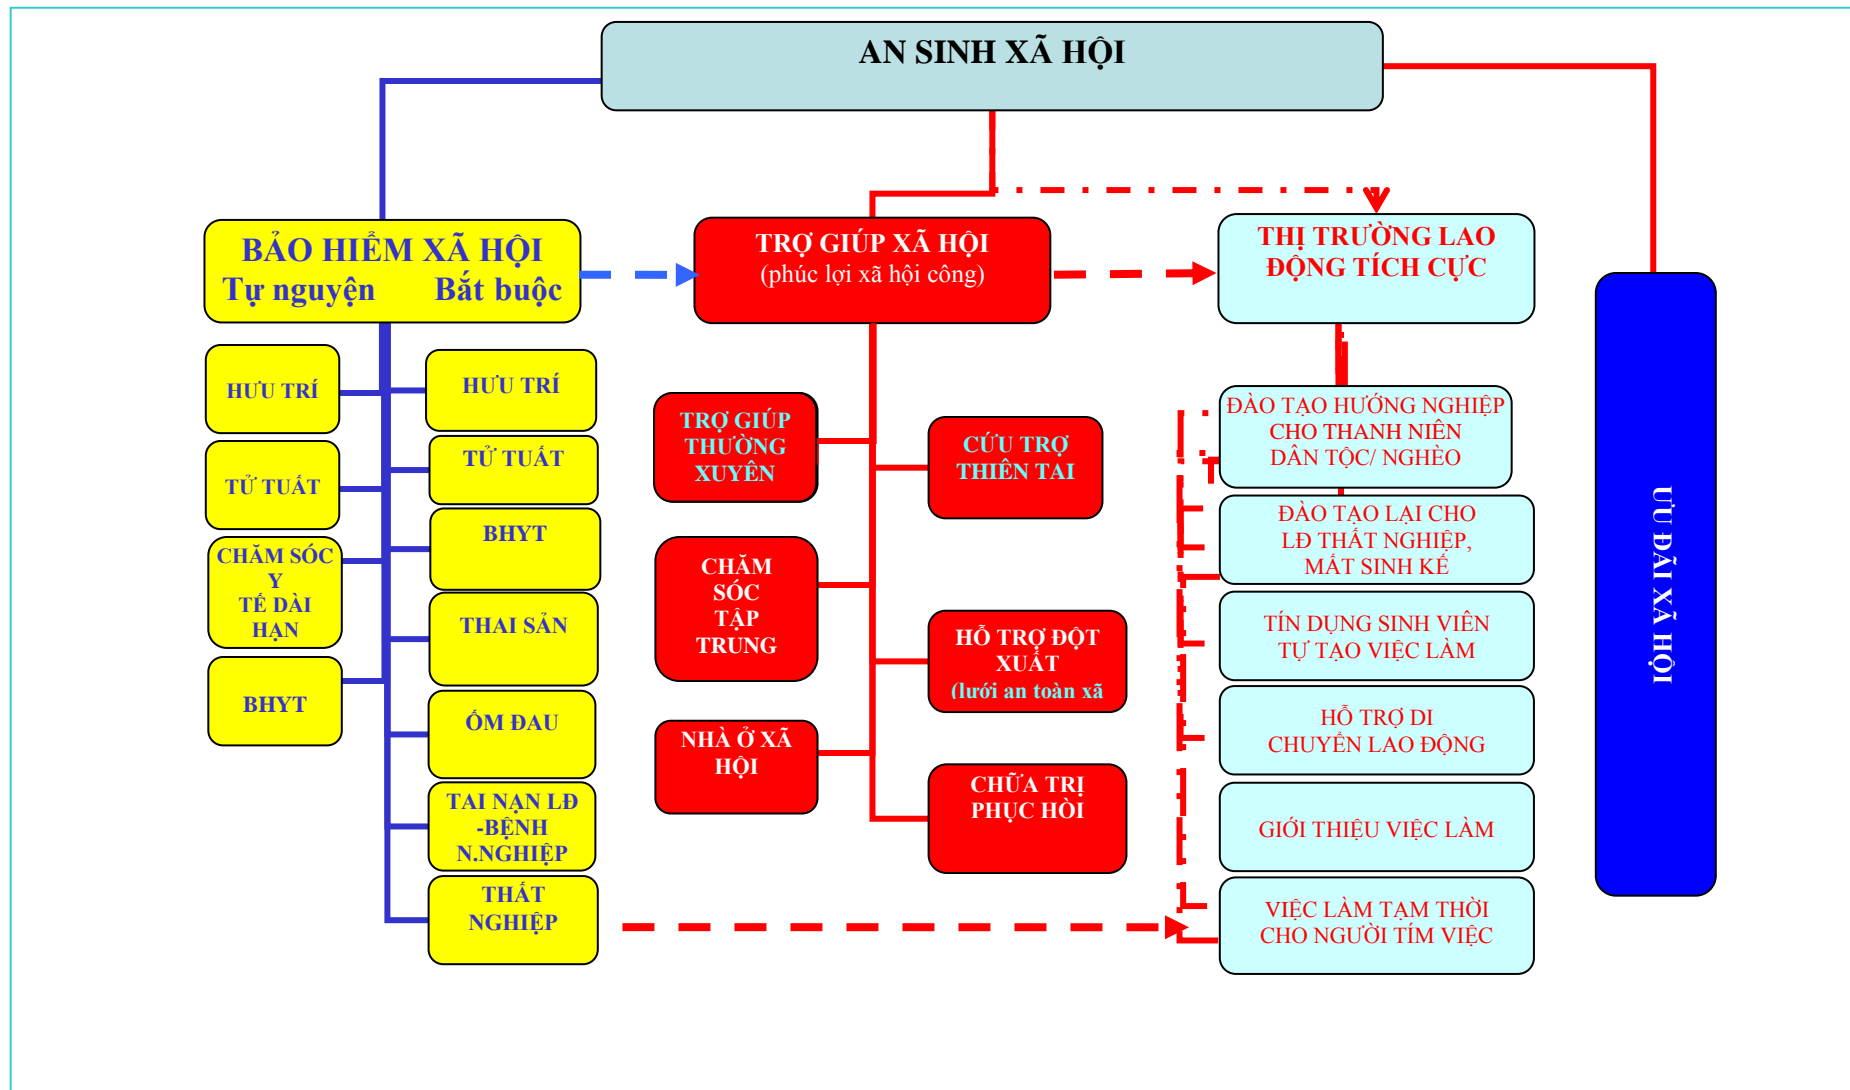 AN SINH XÃ HỘI
BẢO HIỂM XÃ HỘI
Tự nguyện Bắt buộc
HƯU TRÍ
TỬ TUẤT
CHĂM SÓC
Y
TẾ DÀI
HẠN
BHYT
HƯU TRÍ
TỬ TUẤT
BHYT
THAI SẢN
ỐM ĐAU
TAI NẠN LĐ
-BỆNH
N.NGHIỆP
THẤT
NGHIỆP
TRỢ GIÚP XÃ HỘI
(phúc lợi xã hội công)
TRỢ GIÚP
THƯỜNG
XUYÊN
CHĂM
SÓC
TẬP
TRUNG
NHÀ Ở XÃ
HỘI
CỨU TRỢ
THIÊN TAI
HỖ TRỢ ĐỘT
XUẤT
(lưới an toàn xã
CHỮA TRỊ
PHỤC HÒI
THỊ TRƯỜNG LAO
ĐỘNG TÍCH CỰC
ĐÀO TẠO HƯỚNG NGHIỆP
CHO THANH NIÊN
DÂN TỘC/ NGHÈO
ĐÀO TẠO LẠI CHO
LĐ THẤT NGHIỆP,
MẤT SINH KẾ
TÍN DỤNG SINH VIÊN
TỰ TẠO VIỆC LÀM
HỖ TRỢ DI
CHUYỂN LAO ĐỘNG
GIỚI THIỆU VIỆC LÀM
VIỆC LÀM TẠM THỜI
CHO NGƯỜI TÍM VIỆC
ƯU ĐÃI XÃ HỘI